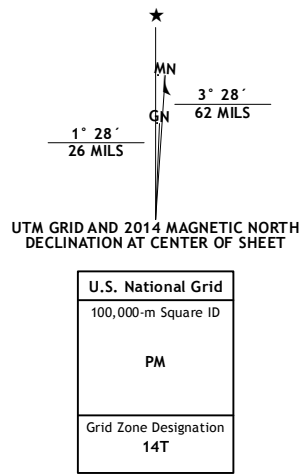 MN
3° 28´
62 MILS
GN
1° 28´
26 MILS
UTM GRID AND 2014 MAGNETIC NORTH
DECLINATION AT CENTER OF SHEET
U.S. National Grid
100,000-m Square ID
PM
Grid Zone Designation
14T